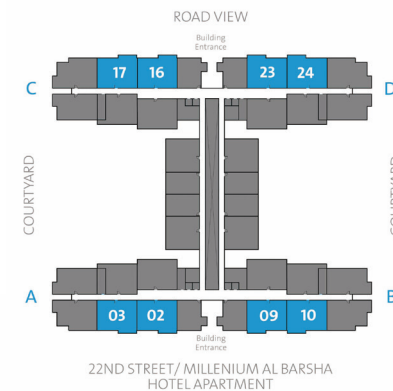 ROAD VIEW
Building
Entrance
17 16 23 24
C D
COURTYARD COURTYARD
A B
03 02 09 10
Building
Entrance
22ND STREET/ MILLENIUM AL BARSHA
HOTEL APARTMENT